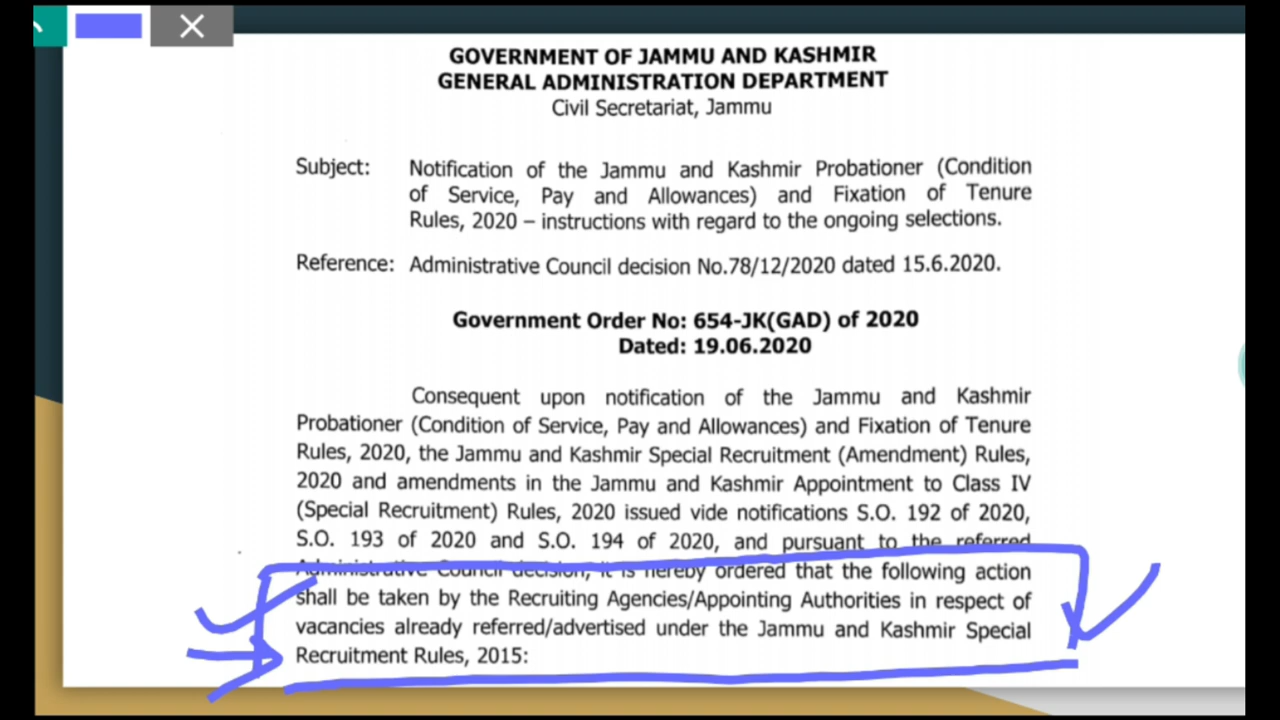 GOVERNMENT OF JAMMU AND KASHMIR
GENERAL ADMINISTRATION DEPARTMENT
Civil Secretariat, Jammu
Subject: Notification of the Jammu and Kashmir Probationer (Condition
of Service, Pay and Allowances) and Fixation of Tenure
Rules, 2020 – instructions with regard to the ongoing selections.
Reference: Administrative Council decision No.78/12/2020 dated 15.6.2020.
Government Order No: 654-JK(GAD) of 2020
Dated: 19.06.2020
Consequent upon notification of the Jammu and Kashmir
Probationer (Condition of Service, Pay and Allowances) and Fixation of Tenure
Rules, 2020, the Jammu and Kashmir Special Recruitment (Amendment) Rules,
2020 and amendments in the Jammu and Kashmir Appointment to Class IV
(Special Recruitment) Rules, 2020 issued vide notifications S.O. 192 of 2020,
S.O. 193 of 2020 and S.O. 194 of 2020, and pursuant to the referred
Administrative Council decision, it is hereby ordered that the following action
shall be taken by the Recruiting Agencies/Appointing Authorities in respect of
vacancies already referred/advertised under the Jammu and Kashmir Special
Recruitment Rules, 2015: